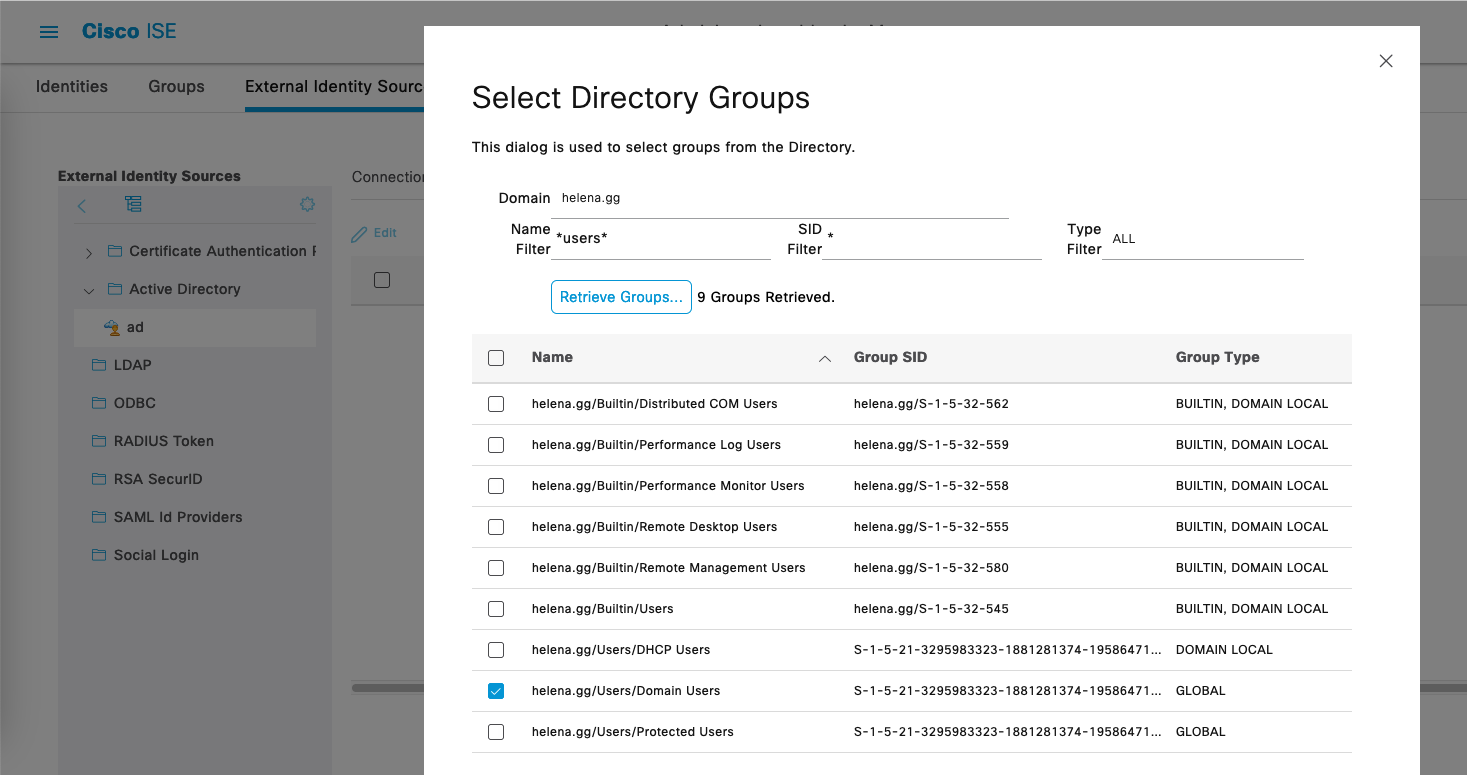 Cisco ISE
Identities Groups External Identity Sourc
External Identity Sources
Connection
Edit
Certificate Authentication
Active Directory
ad
LDAP
ODBC
RADIUS Token
RSA SecurID
SAML Id Providers
Social Login
Select Directory Groups
This dialog is used to select groups from the Directory.
Domain helena.gg
Name Filter *users* SID Filter * Type Filter ALL
Retrieve Groups... 9 Groups Retrieved.
Name Group SID Group Type
helena.gg/Builtin/Distributed COM Users helena.gg/S-1-5-32-562 BUILTIN, DOMAIN LOCAL
helena.gg/Builtin/Performance Log Users helena.gg/S-1-5-32-559 BUILTIN, DOMAIN LOCAL
helena.gg/Builtin/Performance Monitor Users helena.gg/S-1-5-32-558 BUILTIN, DOMAIN LOCAL
helena.gg/Builtin/Remote Desktop Users helena.gg/S-1-5-32-555 BUILTIN, DOMAIN LOCAL
helena.gg/Builtin/Remote Management Users helena.gg/S-1-5-32-580 BUILTIN, DOMAIN LOCAL
helena.gg/Builtin/Users helena.gg/S-1-5-32-545 BUILTIN, DOMAIN LOCAL
helena.gg/Users/DHCP Users S-1-5-21-3295983323-1881281374-19586471... DOMAIN LOCAL
helena.gg/Users/Domain Users S-1-5-21-3295983323-1881281374-19586471... GLOBAL
helena.gg/Users/Protected Users S-1-5-21-3295983323-1881281374-19586471... GLOBAL